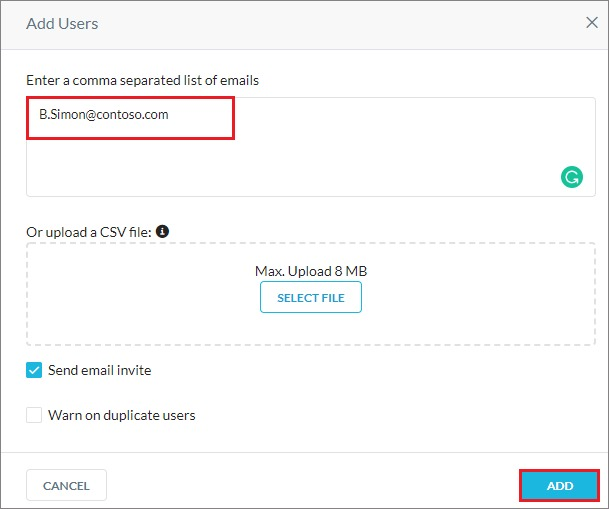 Add Users
Enter a comma separated list of emails
B.Simon@contoso.com
Or upload a CSV file:
Max. Upload 8 MB
SELECT FILE
Send email invite
Warn on duplicate users
CANCEL
ADD